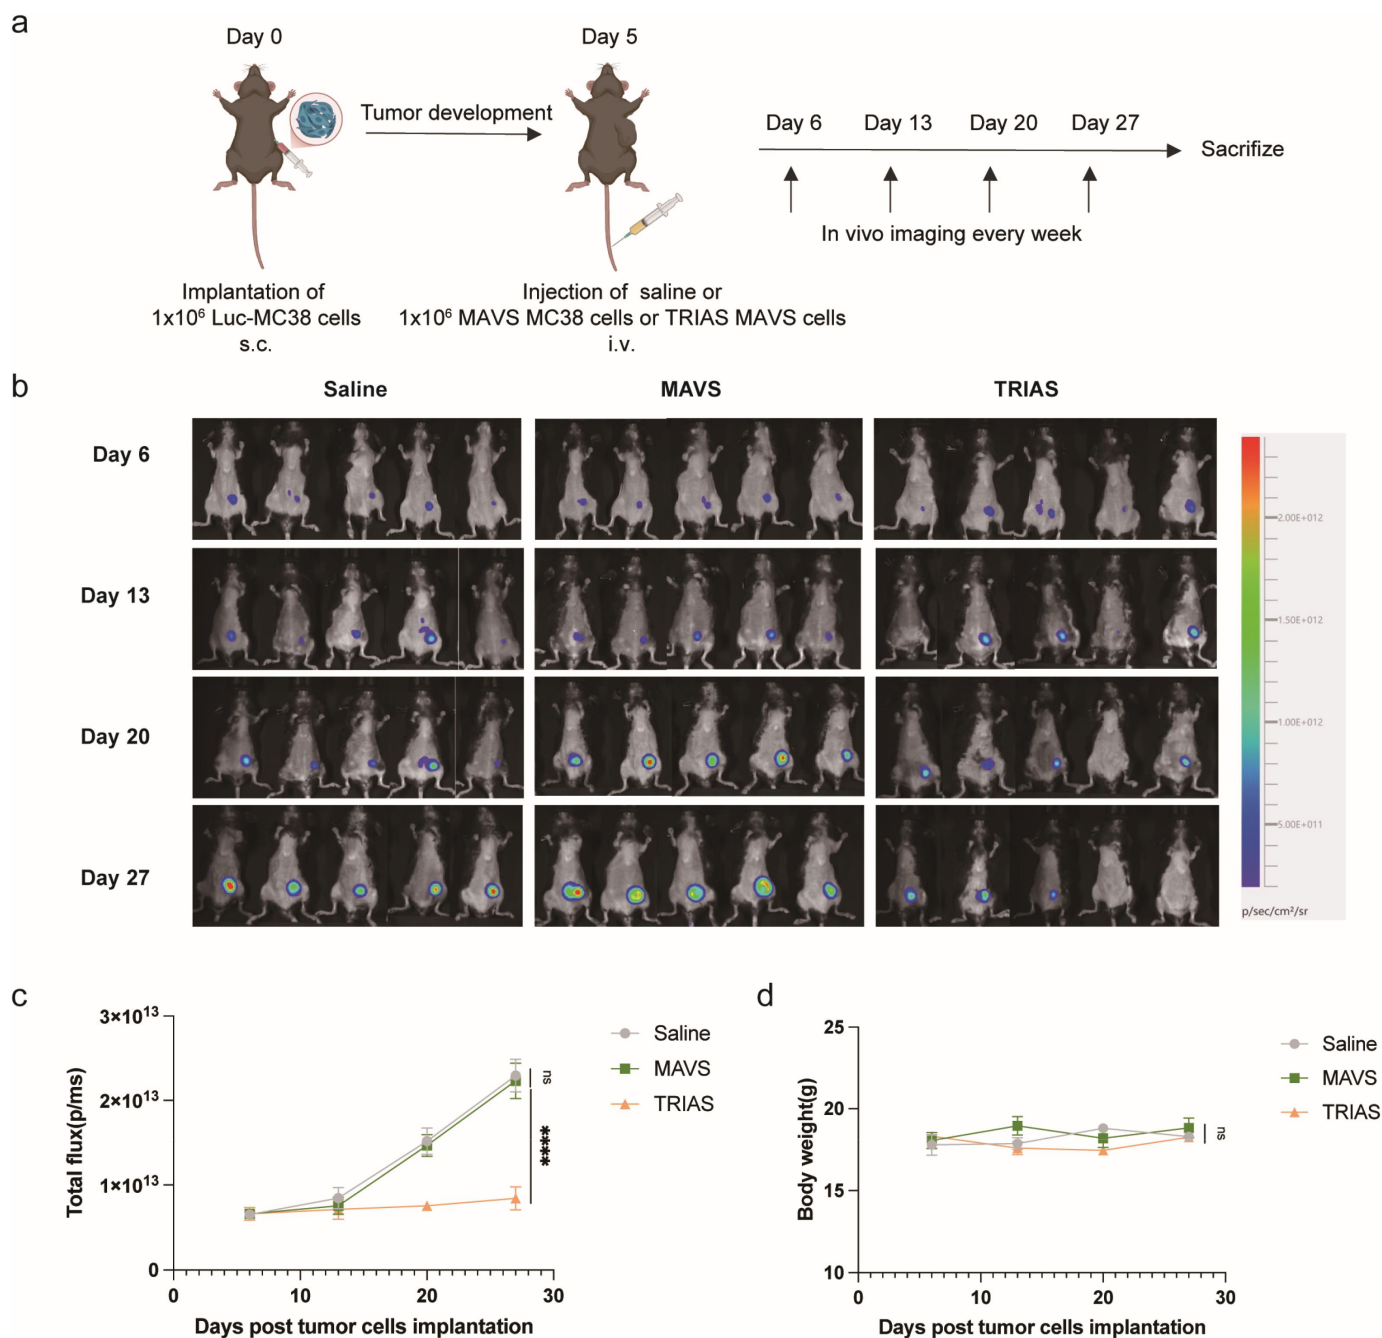 a
Day 0
Day 5
Tumor development
Day 6 Day 13 Day 20 Day 27
Sacrifize
In vivo imaging every week
Implantation of
1x10⁶ Luc-MC38 cells
s.c.
Injection of saline or
1x10⁶ MAVS MC38 cells or TRIAS MAVS cells
i.v.
b
Saline MAVS TRIAS
Day 6
Day 13
Day 20
Day 27
2.00E+012
1.50E+012
1.00E+012
5.00E+011
p/sec/cm²/sr
c
Total flux(p/ms)
3×10¹³
2×10¹³
1×10¹³
0
0 10 20 30
Days post tumor cells implantation
ns
****
Saline
MAVS
TRIAS
d
Body weight(g)
25
20
15
10
0 10 20 30
Days post tumor cells implantation
ns
Saline
MAVS
TRIAS